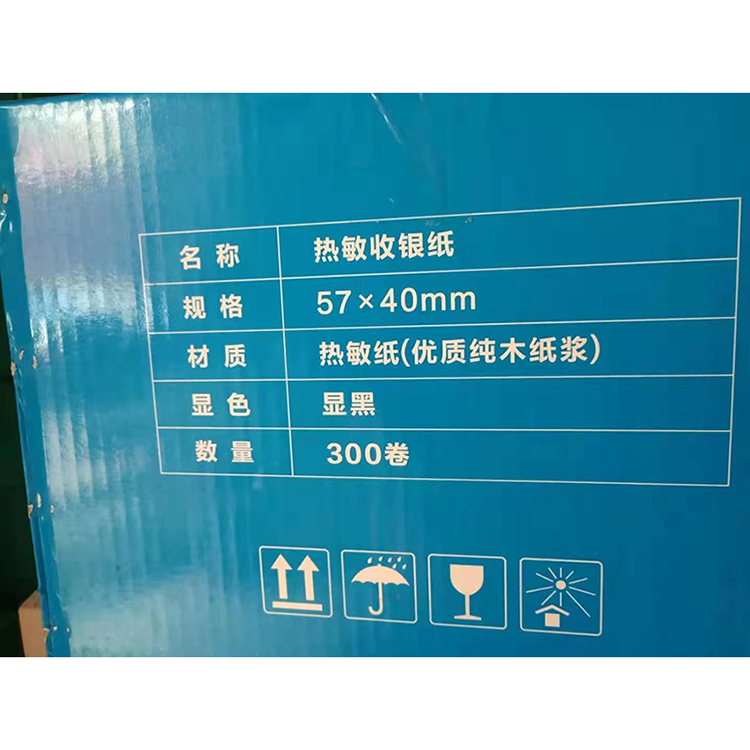 名称 热敏收银纸
规格 57×40mm
材质 热敏纸(优质纯木纸浆)
显色 显黑
数量 300卷